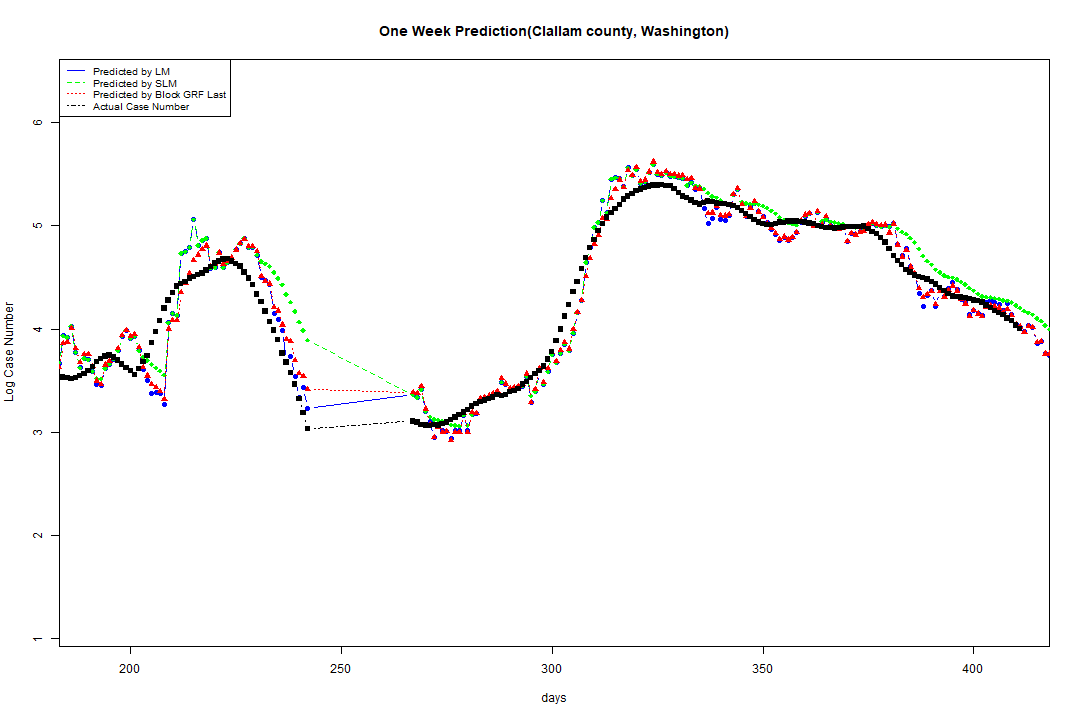 One Week Prediction(Clallam county, Washington)
Predicted by LM
Predicted by SLM
Predicted by Block GRF Last
Actual Case Number
Log Case Number
6
5
4
3
2
1
200
250
300
350
400
days